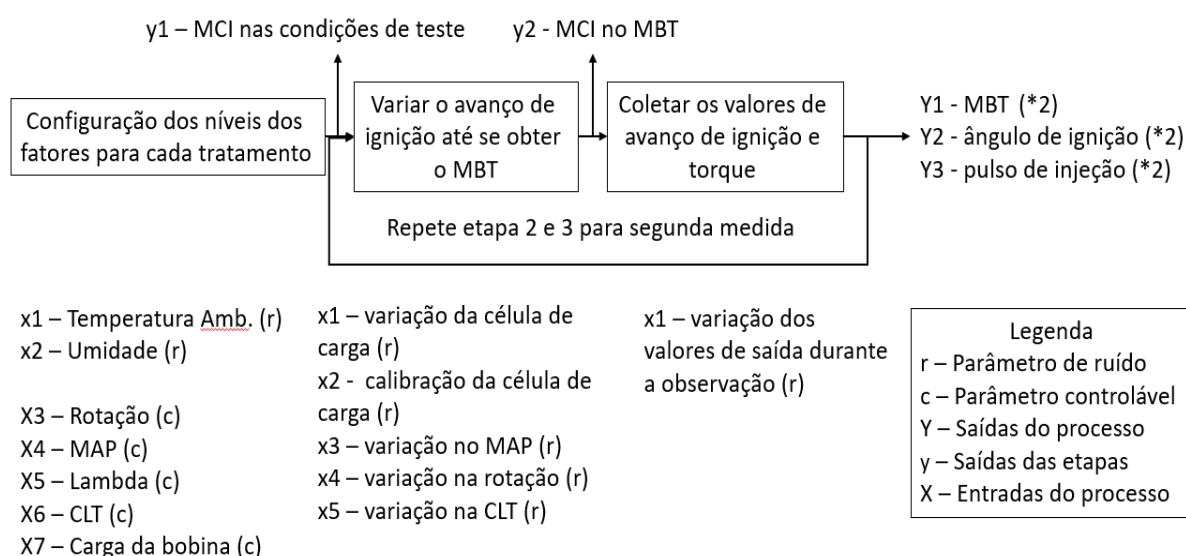 y1 – MCI nas condições de teste
y2 - MCI no MBT
Configuração dos níveis dos
fatores para cada tratamento
Variar o avanço de
ignição até se obter
o MBT
Coletar os valores de
avanço de ignição e
torque
Y1 - MBT (*2)
Y2 - ângulo de ignição (*2)
Y3 - pulso de injeção (*2)
Repete etapa 2 e 3 para segunda medida
x1 – Temperatura Amb. (r)
x2 – Umidade (r)
X3 – Rotação (c)
X4 – MAP (c)
X5 – Lambda (c)
X6 – CLT (c)
X7 – Carga da bobina (c)
x1 – variação da célula de
carga (r)
x2 - calibração da célula de
carga (r)
x3 – variação no MAP (r)
x4 – variação na rotação (r)
x5 – variação na CLT (r)
x1 – variação dos
valores de saída durante
a observação (r)
Legenda
r – Parâmetro de ruído
c – Parâmetro controlável
Y – Saídas do processo
y – Saídas das etapas
X – Entradas do processo